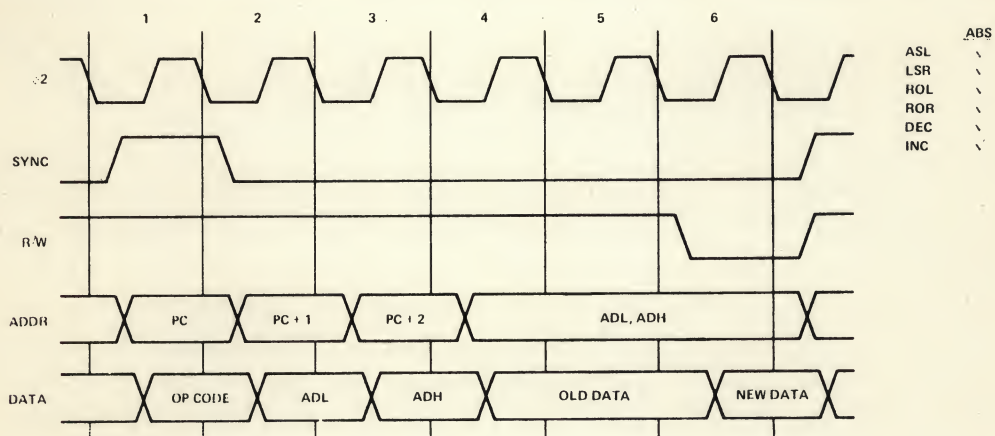 1 2 3 4 5 6
2
SYNC
R/W
ADDR PC PC + 1 PC + 2 ADL, ADH
DATA OP CODE ADL ADH OLD DATA NEW DATA
ABS
ASL
LSR
ROL
ROR
DEC
INC